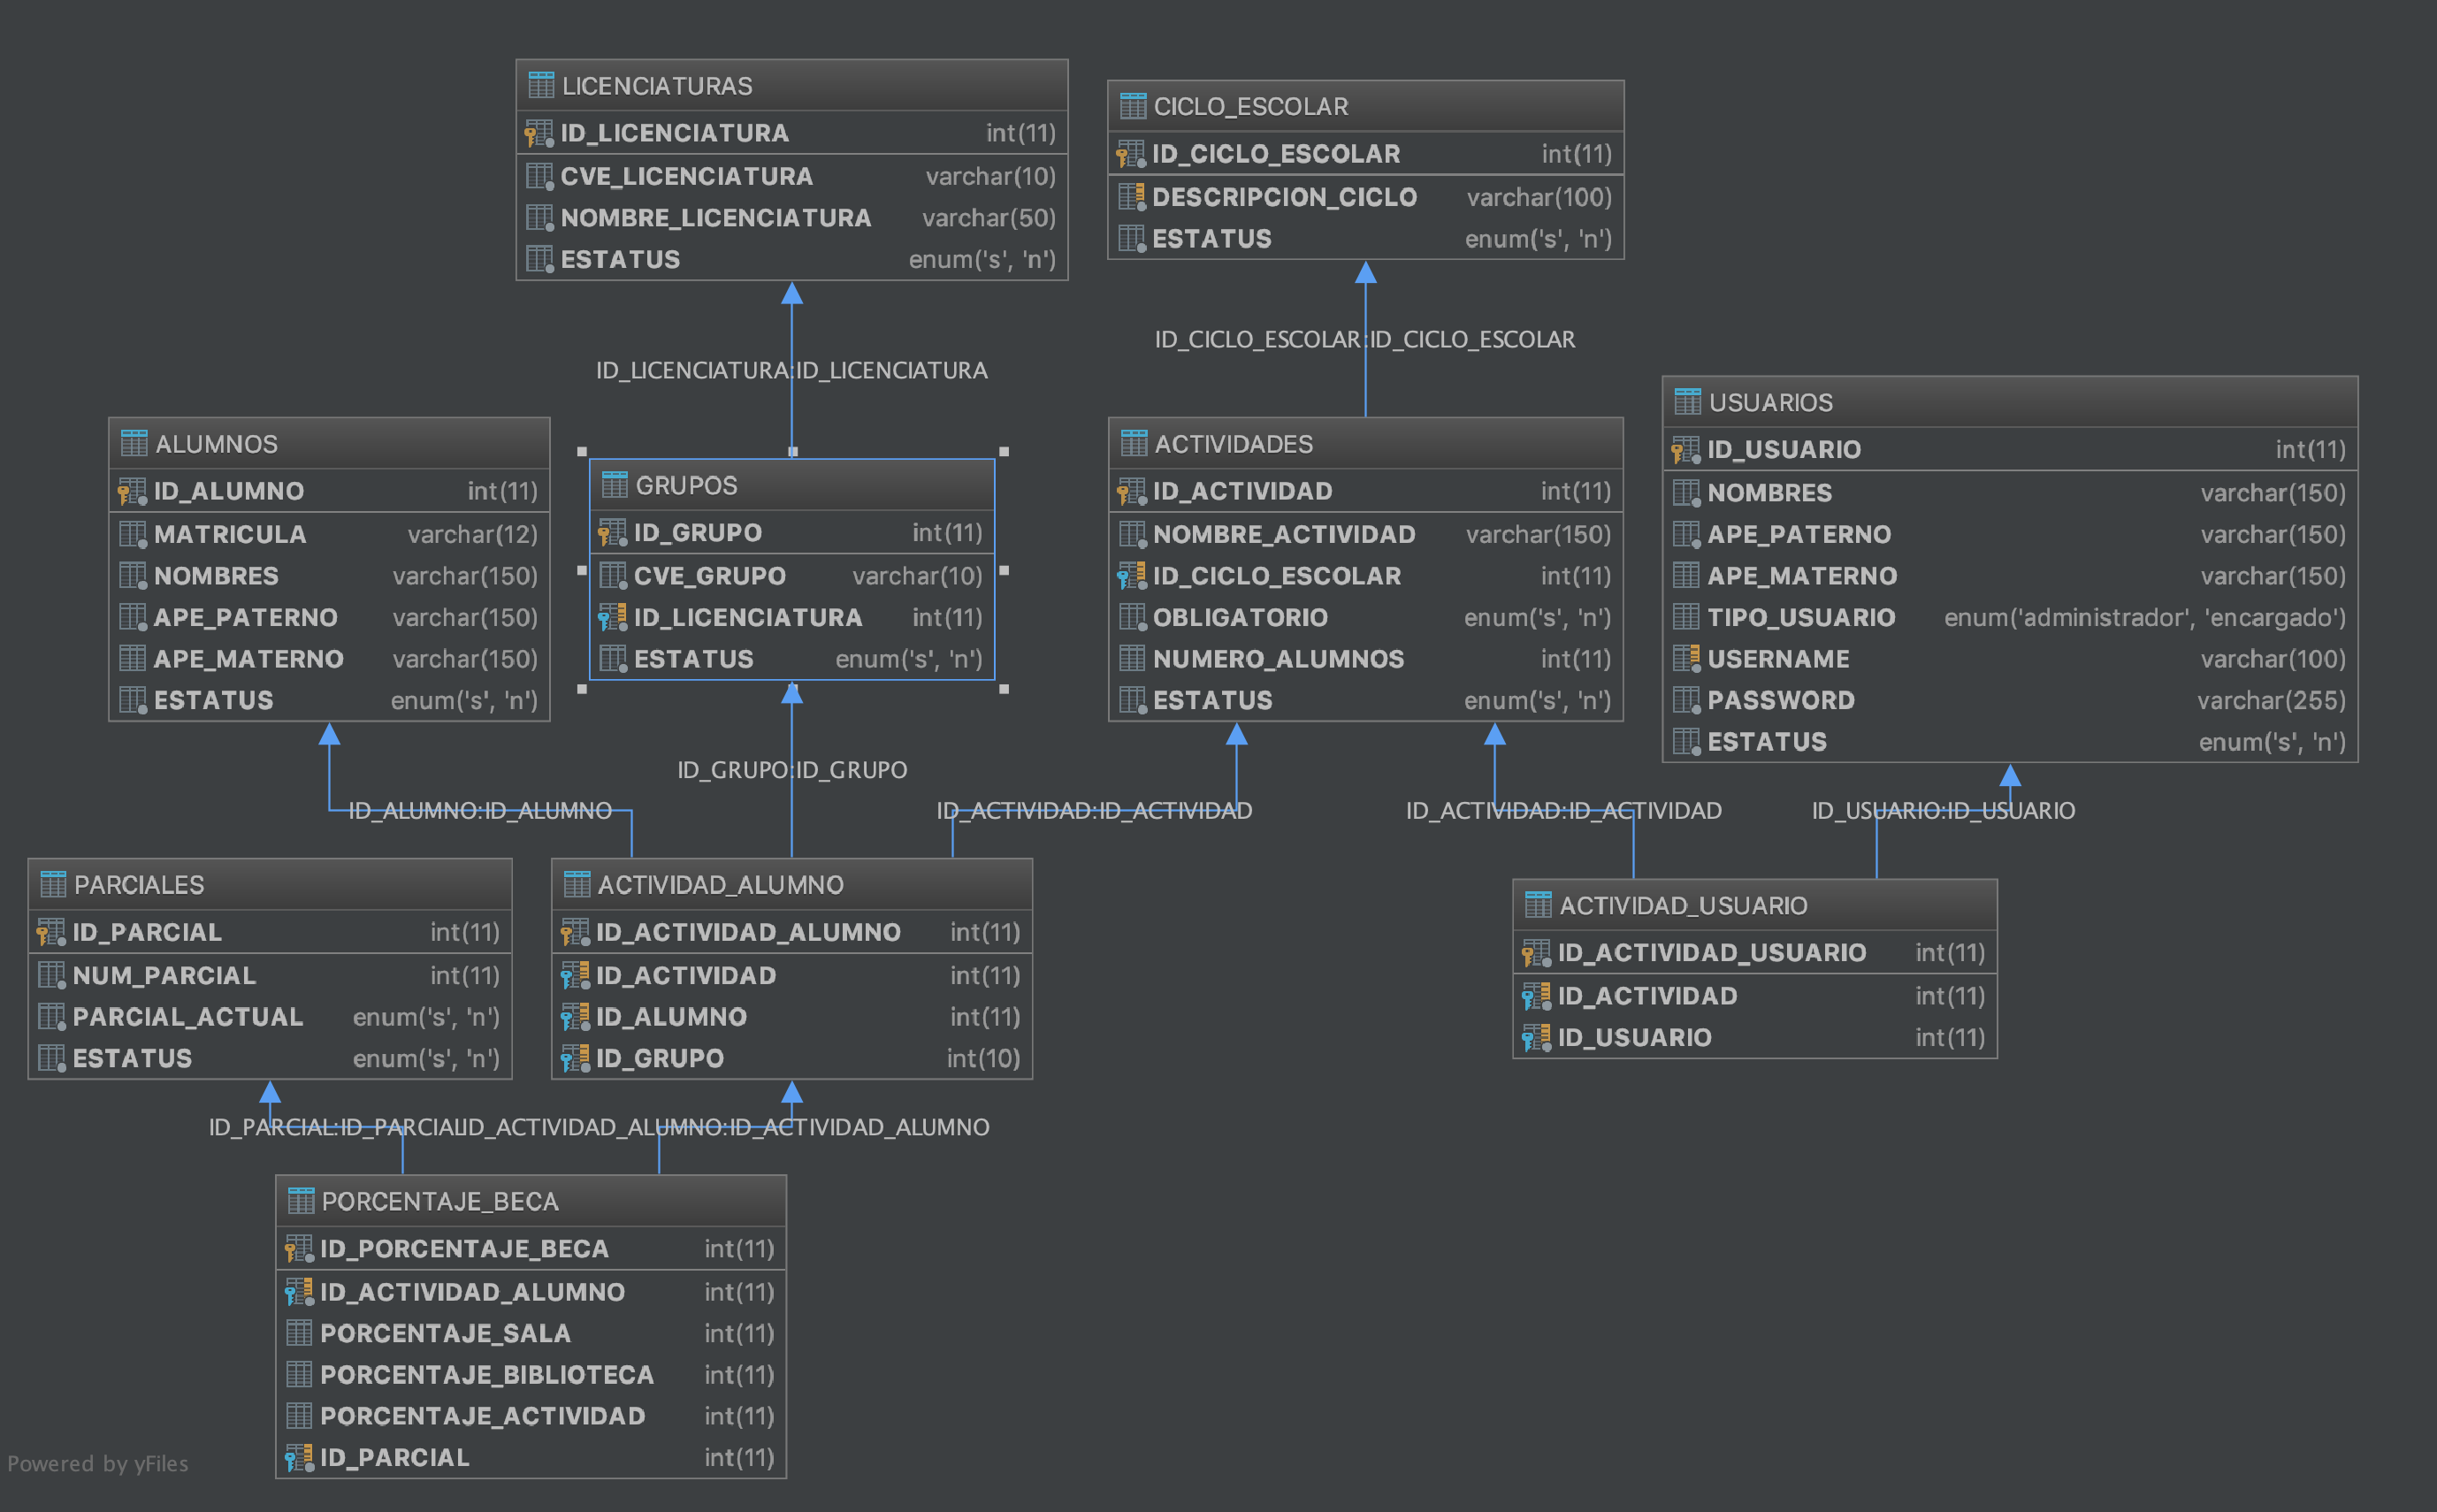 LICENCIATURAS
ID_LICENCIATURA int(11)
CVE_LICENCIATURA varchar(10)
NOMBRE_LICENCIATURA varchar(50)
ESTATUS enum('s', 'n')
CICLO_ESCOLAR
ID_CICLO_ESCOLAR int(11)
DESCRIPCION_CICLO varchar(100)
ESTATUS enum('s', 'n')
ID_LICENCIATURA:ID_LICENCIATURA
ID_CICLO_ESCOLAR:ID_CICLO_ESCOLAR
ALUMNOS
ID_ALUMNO int(11)
MATRICULA varchar(12)
NOMBRES varchar(150)
APE_PATERNO varchar(150)
APE_MATERNO varchar(150)
ESTATUS enum('s', 'n')
GRUPOS
ID_GRUPO int(11)
CVE_GRUPO varchar(10)
ID_LICENCIATURA int(11)
ESTATUS enum('s', 'n')
ACTIVIDADES
ID_ACTIVIDAD int(11)
NOMBRE_ACTIVIDAD varchar(150)
ID_CICLO_ESCOLAR int(11)
OBLIGATORIO enum('s', 'n')
NUMERO_ALUMNOS int(11)
ESTATUS enum('s', 'n')
USUARIOS
ID_USUARIO int(11)
NOMBRES varchar(150)
APE_PATERNO varchar(150)
APE_MATERNO varchar(150)
TIPO_USUARIO enum('administrador', 'encargado')
USERNAME varchar(100)
PASSWORD varchar(255)
ESTATUS enum('s', 'n')
ID_GRUPO:ID_GRUPO
ID_ALUMNO:ID_ALUMNO
ID_ACTIVIDAD:ID_ACTIVIDAD
ID_ACTIVIDAD:ID_ACTIVIDAD
ID_USUARIO:ID_USUARIO
PARCIALES
ID_PARCIAL int(11)
NUM_PARCIAL int(11)
PARCIAL_ACTUAL enum('s', 'n')
ESTATUS enum('s', 'n')
ACTIVIDAD_ALUMNO
ID_ACTIVIDAD_ALUMNO int(11)
ID_ACTIVIDAD int(11)
ID_ALUMNO int(11)
ID_GRUPO int(10)
ACTIVIDAD_USUARIO
ID_ACTIVIDAD_USUARIO int(11)
ID_ACTIVIDAD int(11)
ID_USUARIO int(11)
ID_PARCIAL:ID_PARCIAL
ID_ACTIVIDAD_ALUMNO:ID_ACTIVIDAD_ALUMNO
PORCENTAJE_BECA
ID_PORCENTAJE_BECA int(11)
ID_ACTIVIDAD_ALUMNO int(11)
PORCENTAJE_SALA int(11)
PORCENTAJE_BIBLIOTECA int(11)
PORCENTAJE_ACTIVIDAD int(11)
ID_PARCIAL int(11)
Powered by yFiles